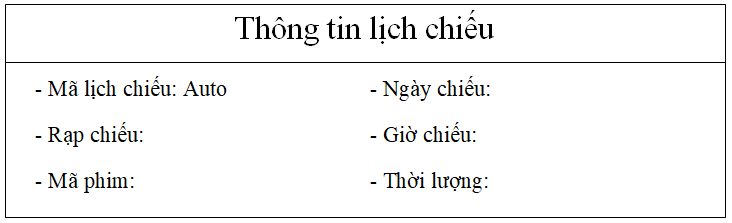 Thông tin lịch chiếu
- Mã lịch chiếu: Auto
- Ngày chiếu:
- Rạp chiếu:
- Giờ chiếu:
- Mã phim:
- Thời lượng: